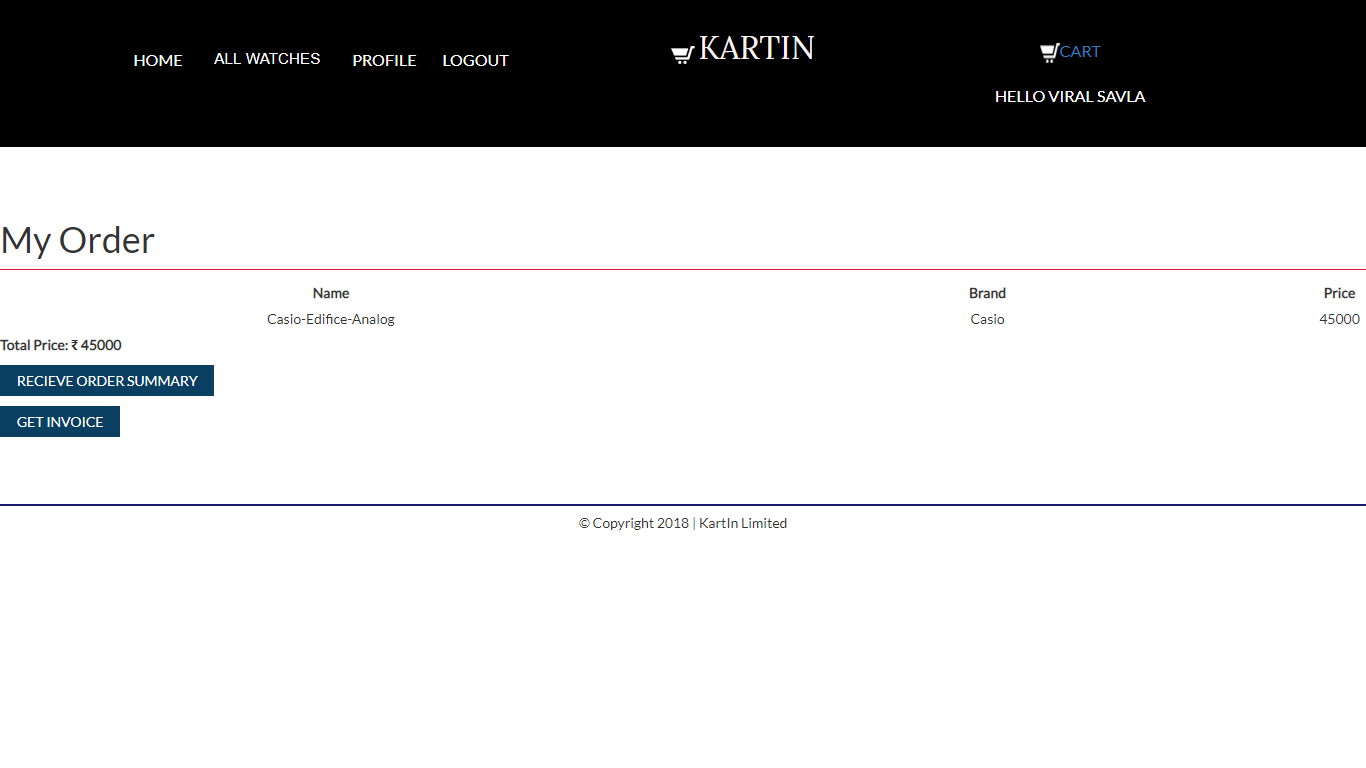 HOME ALL WATCHES PROFILE LOGOUT KARTIN CART
HELLO VIRAL SAVLA
My Order
Name Brand Price
Casio-Edifice-Analog Casio 45000
Total Price: ₹ 45000
RECIEVE ORDER SUMMARY
GET INVOICE
© Copyright 2018 | KartIn Limited